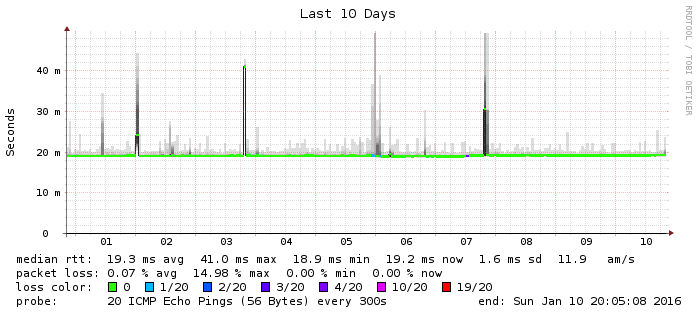 Last 10 Days
RRDTOOL / TOBI OETIKER
Seconds
40 m
30 m
20 m
10 m
0
01 02 03 04 05 06 07 08 09 10
median rtt: 19.3 ms avg 41.0 ms max 18.9 ms min 19.2 ms now 1.6 ms sd 11.9 am/s
packet loss: 0.07 % avg 14.98 % max 0.00 % min 0.00 % now
loss color: 0 1/20 2/20 3/20 4/20 10/20 19/20
probe: 20 ICMP Echo Pings (56 Bytes) every 300s end: Sun Jan 10 20:05:08 2016